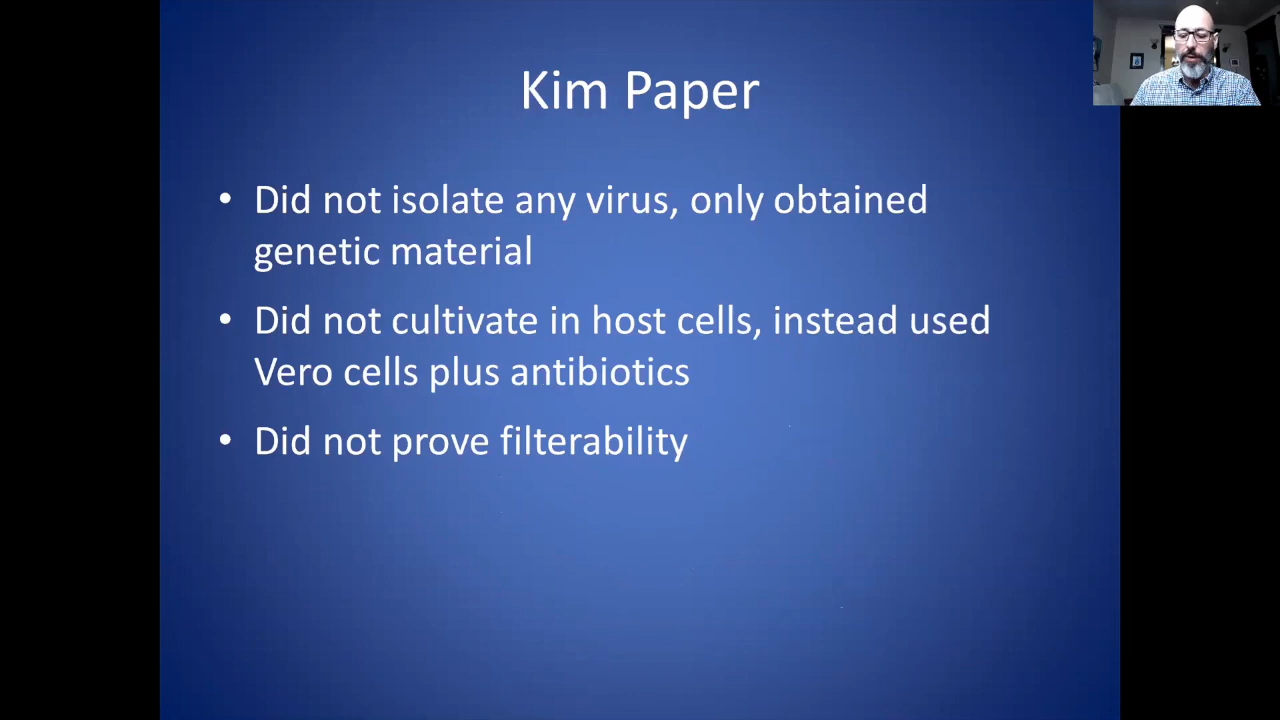 Kim Paper
• Did not isolate any virus, only obtained
genetic material
• Did not cultivate in host cells, instead used
Vero cells plus antibiotics
• Did not prove filterability